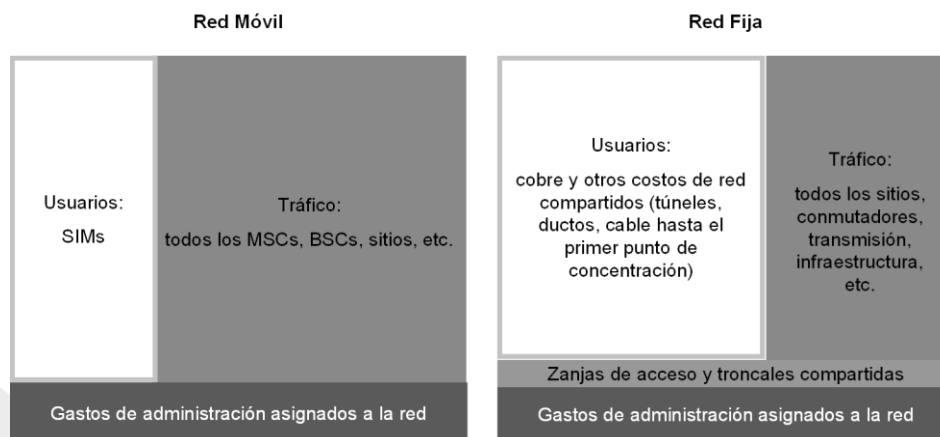 Red Móvil
Usuarios:
SIMs
Tráfico:
todos los MSCs, BSCs, sitios, etc.
Gastos de administración asignados a la red
Red Fija
Usuarios:
cobre y otros costos de red
compartidos (túneles,
ductos, cable hasta el
primer punto de
concentración)
Tráfico:
todos los sitios,
conmutadores,
transmisión,
infraestructura,
etc.
Zanjas de acceso y troncales compartidas
Gastos de administración asignados a la red